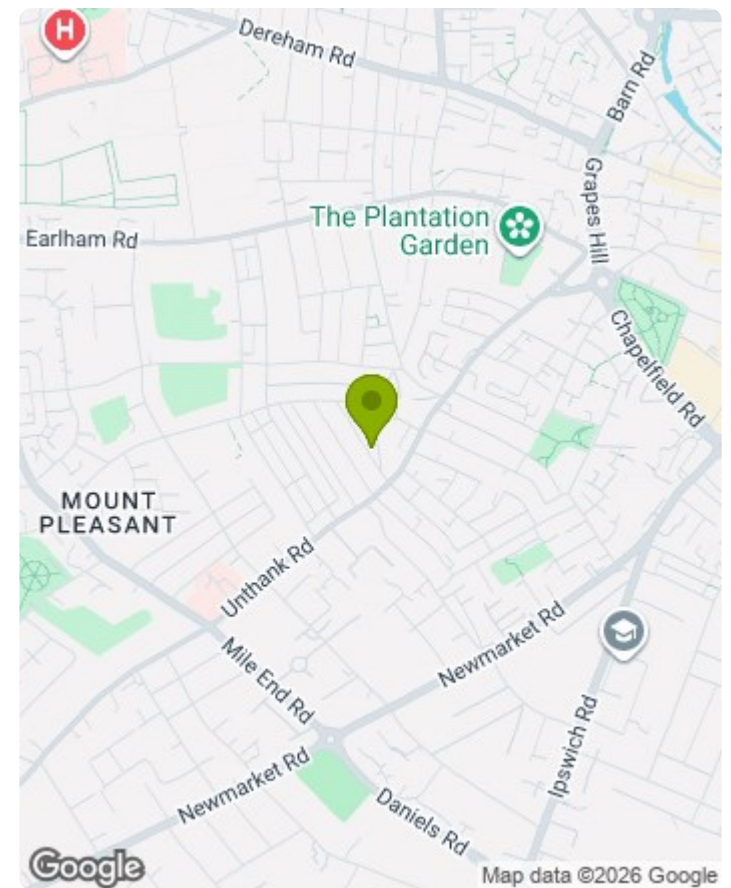 H
Dereham Rd
Barn Rd
Grapes Hill
The Plantation
Garden
Earlham Rd
Chapelfield Rd
MOUNT
PLEASANT
Unthank Rd
Newmarket Rd
Mile End Rd
Ipswich Rd
Newmarket Rd
Daniels Rd
Google
Map data ©2026 Google